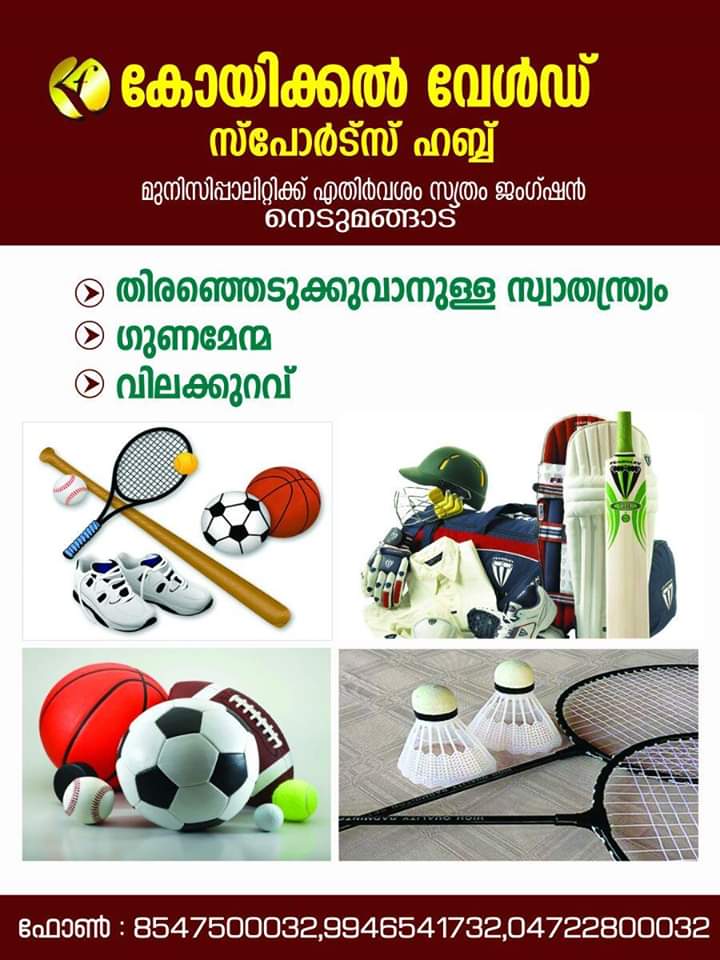 കോയിക്കൽ വേൾഡ്
സ്പോർട്സ് ഹബ്ബ്
മുനിസിപ്പാലിറ്റിക്ക് എതിർവശം സത്രം ജംഗ്ഷൻ
നെടുമങ്ങാട്
തിരഞ്ഞെടുക്കുവാനുള്ള സ്വാതന്ത്ര്യം
ഗുണമേന്മ
വിലക്കുറവ്
ഫോൺ : 8547500032,9946541732,04722800032